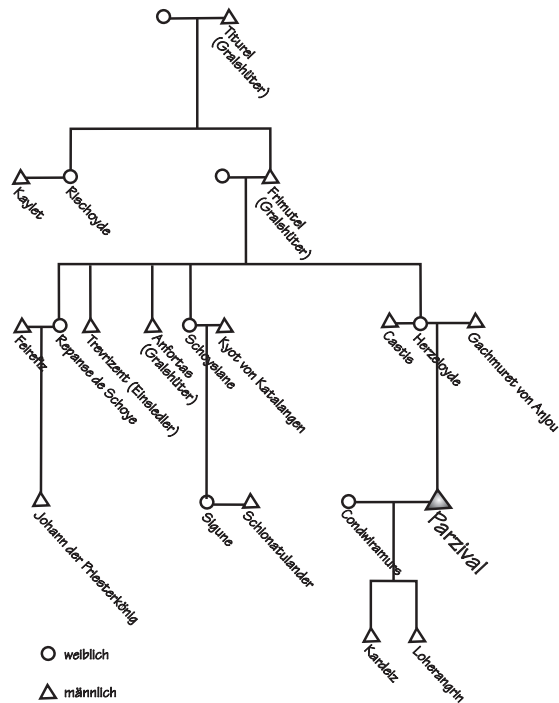 Titurel
(Gralshüter)
Kaylet
Rischoyde
Frimutel
(Gralshüter)
Feirefiz
Repanse de Schoye
Trevrizent (Einsiedler)
Anfortas
(Gralshüter)
Schoysiane
Kyot von Katalangen
Castis
Herzeloyde
Gachmuret von Anjou
Johann der Priesterkönig
Sigune
Schionatulander
Condwiramurs
Parzival
Kardeiz
Loherangrin
weiblich
männlich